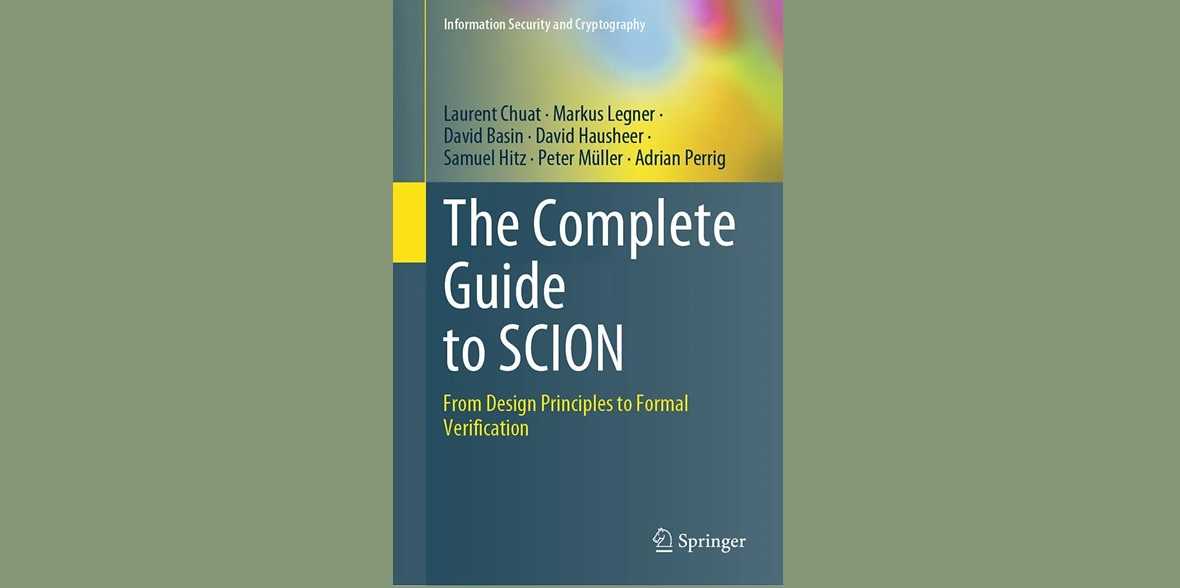 Information Security and Cryptography
Laurent Chuat · Markus Legner ·
David Basin · David Hausheer ·
Samuel Hitz · Peter Müller · Adrian Perrig
The Complete
Guide
to SCION
From Design Principles to Formal
Verification
Springer